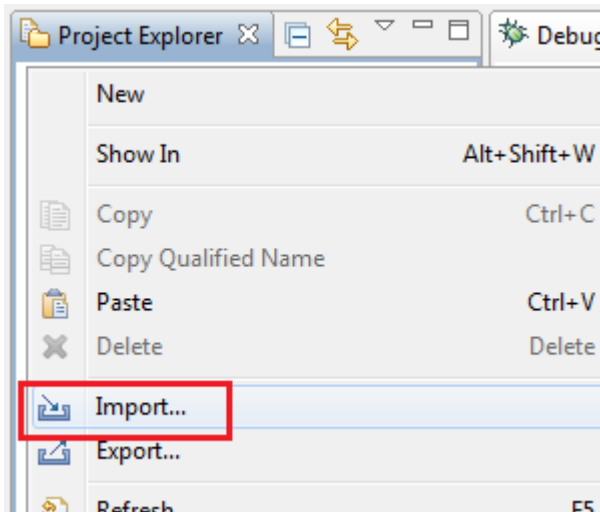 Project Explorer Debug
New
Show In Alt+Shift+W
Copy Ctrl+C
Copy Qualified Name
Paste Ctrl+V
Delete Delete
Import...
Export...
Refresh F5